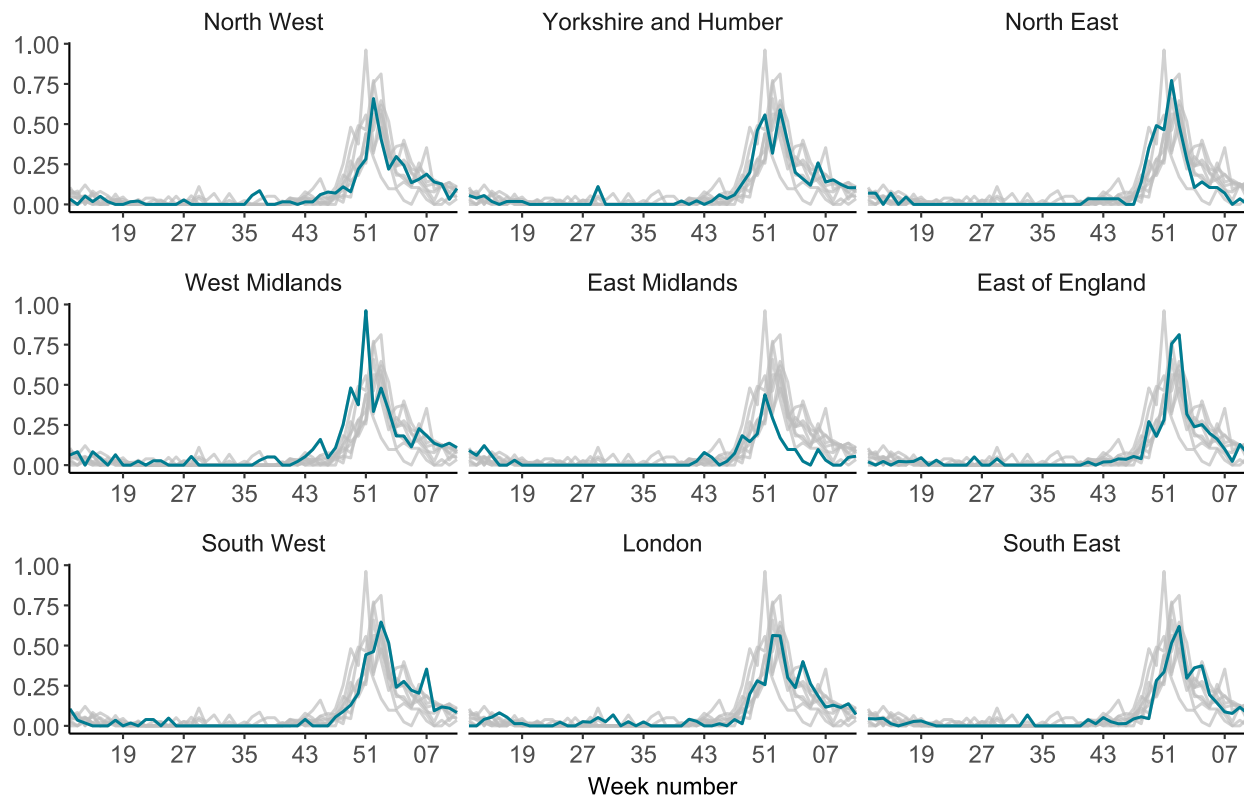 North West Yorkshire and Humber North East
1.00
0.75
0.50
0.25
0.00
19 27 35 43 51 07 19 27 35 43 51 07 19 27 35 43 51 07
West Midlands East Midlands East of England
1.00
0.75
0.50
0.25
0.00
19 27 35 43 51 07 19 27 35 43 51 07 19 27 35 43 51 07
South West London South East
1.00
0.75
0.50
0.25
0.00
19 27 35 43 51 07 19 27 35 43 51 07 19 27 35 43 51 07
Week number